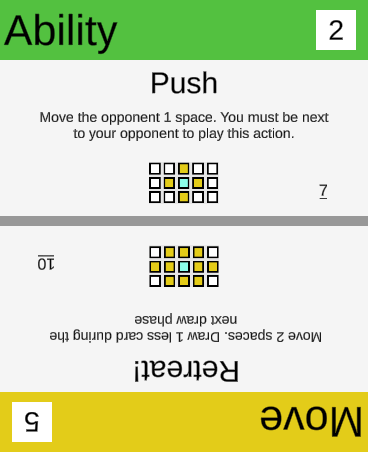 Ability
2
Push
Move the opponent 1 space. You must be next
to your opponent to play this action.
7
Move
5
Retreat!
Move 2 spaces. Draw 1 less card during the
next draw phase
10